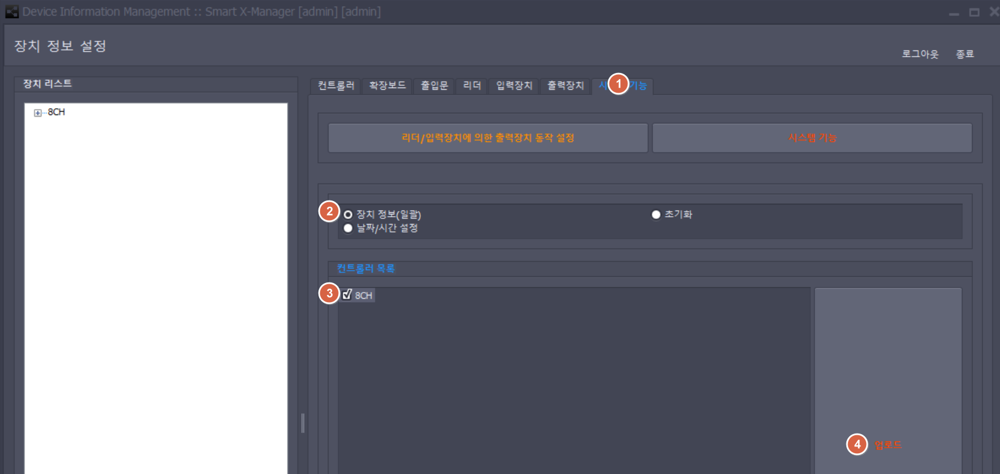 Device Information Management :: Smart X-Manager [admin] [admin]
장치 정보 설정
로그아웃 종료
장치 리스트
8CH
컨트롤러 확장보드 출입문 리더 입력장치 출력장치 시 1 기능
리더/입력장치에 의한 출력장치 동작 설정 시스템 기능
2 장치 정보(일괄) 초기화
날짜/시간 설정
컨트롤러 목록
3 8CH
4 업로드